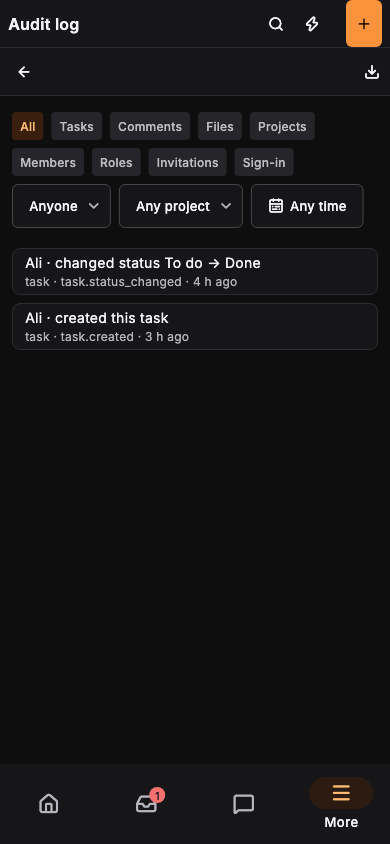 Audit log
All Tasks Comments Files Projects
Members Roles Invitations Sign-in
Anyone Any project Any time
Ali · changed status To do → Done
task · task.status_changed · 4 h ago
Ali · created this task
task · task.created · 3 h ago
1
More